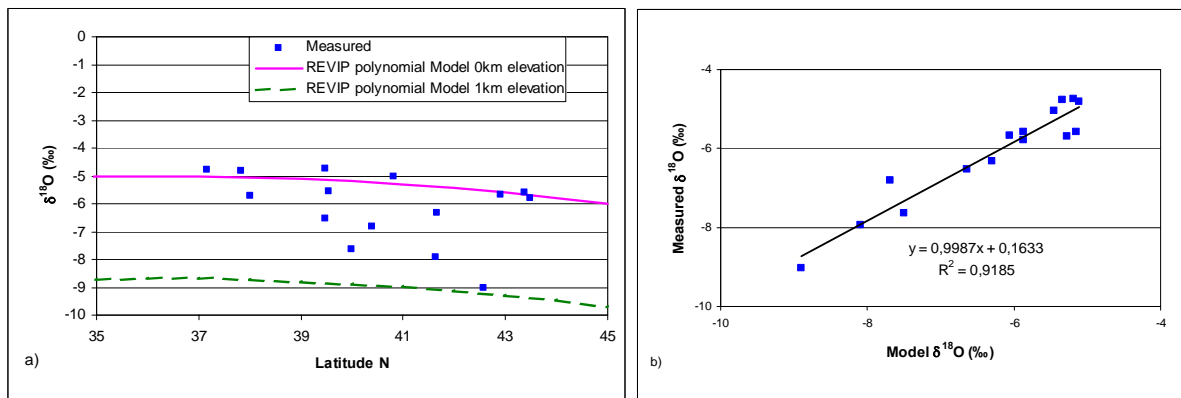 0
-1
-2
-3
-4
-5
-6
-7
-8
-9
-10
δ¹⁸O (‰)
Measured
REVIP polynomial Model 0km elevation
REVIP polynomial Model 1km elevation
35 37 39 41 43 45
Latitude N
a)
-4
-6
-8
-10
Measured δ¹⁸O (‰)
y = 0,9987x + 0,1633
R² = 0,9185
-10 -8 -6 -4
Model δ¹⁸O (‰)
b)